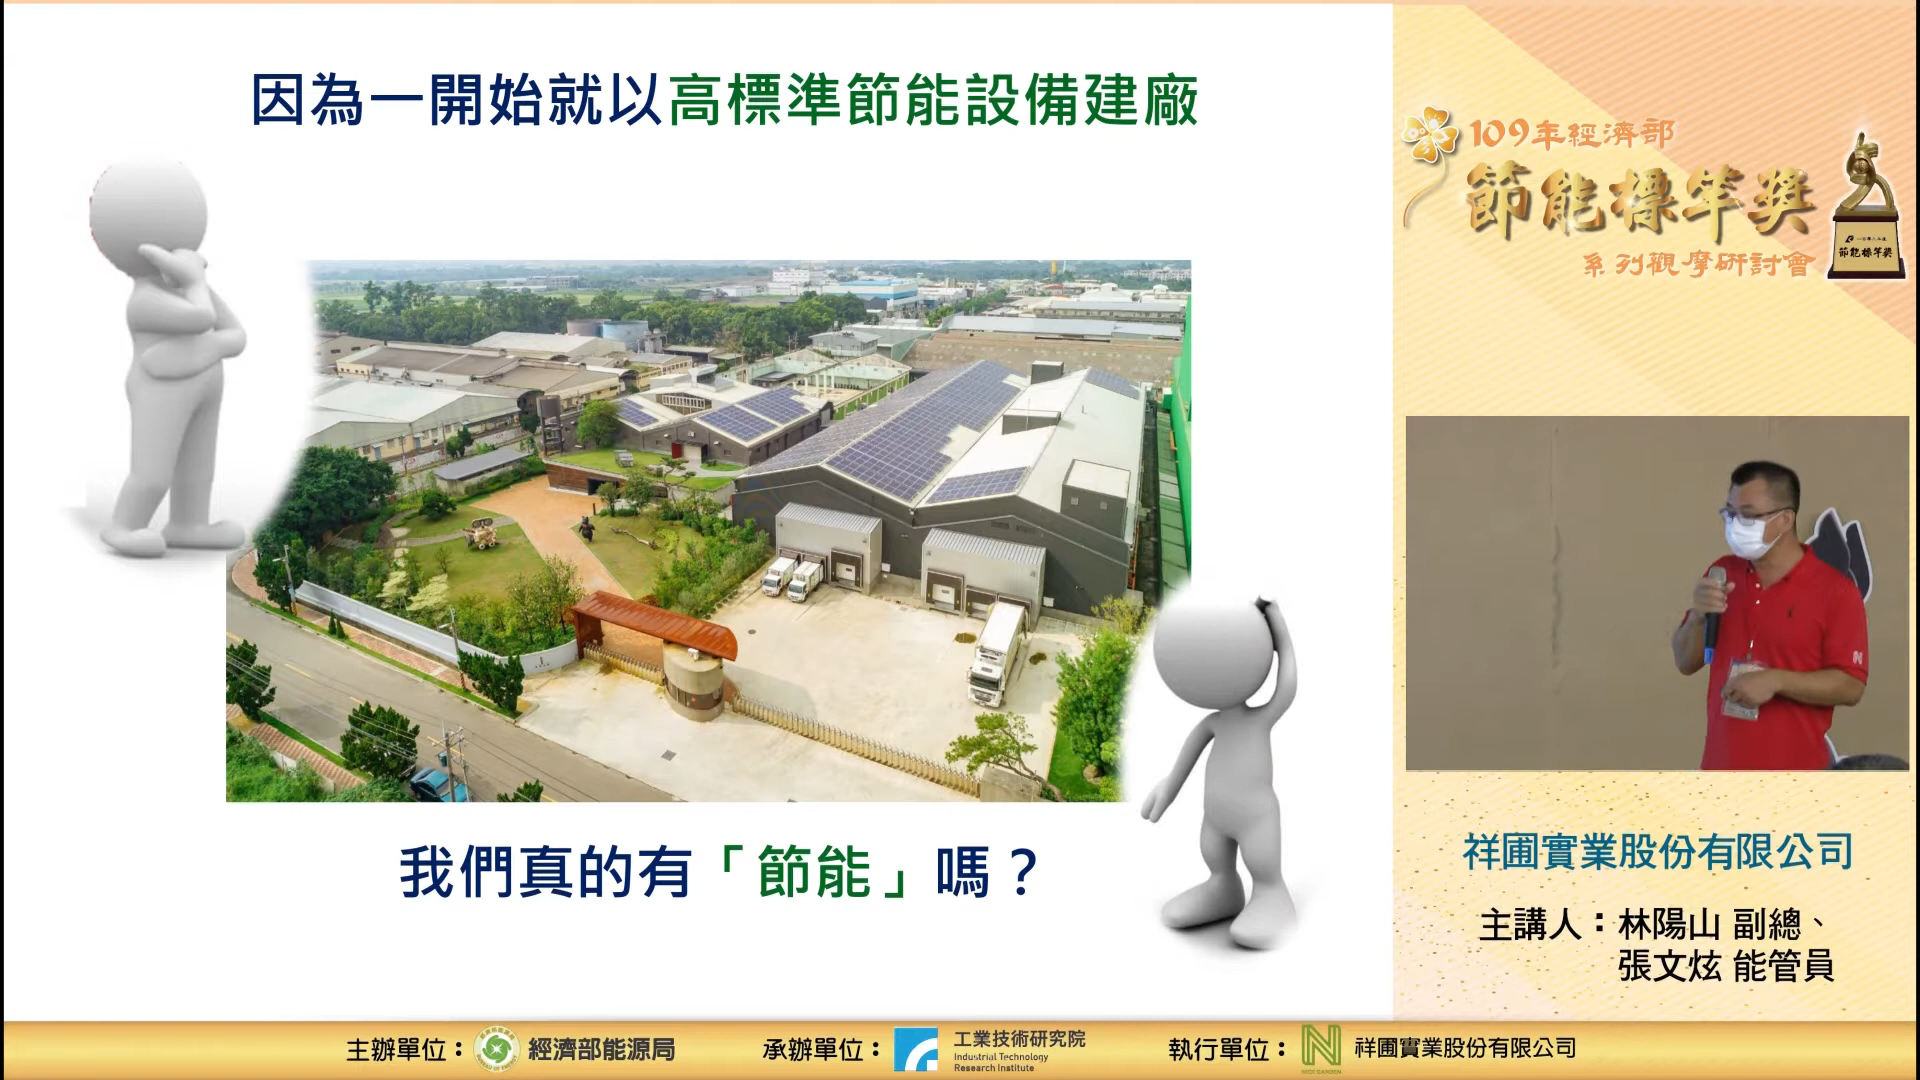 因為一開始就以高標準節能設備建廠
我們真的有「節能」嗎？
109年經濟部
節能標竿獎
系列觀摩研討會
節能標竿獎
祥圃實業股份有限公司
主講人：林陽山 副總、
張文炫 能管員
主辦單位：經濟部能源局
承辦單位：工業技術研究院
Industrial Technology
Research Institute
執行單位：祥圃實業股份有限公司